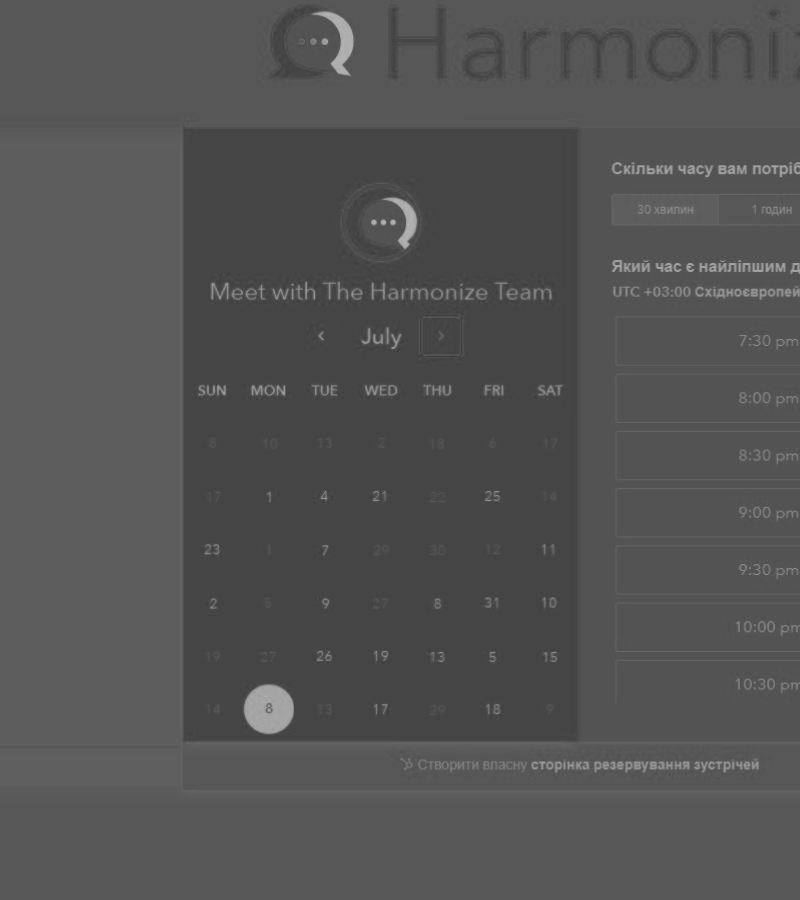 Harmoniz
Meet with The Harmonize Team
July
SUN MON TUE WED THU FRI SAT
8 10 13 2 18 6 17
17 1 4 21 22 25 14
23 1 7 29 30 12 11
2 5 9 27 8 31 10
19 27 26 19 13 5 15
14 8 13 17 29 18 9
Скільки часу вам потріб
30 хвилин 1 годин
Який час є найліпшим д
UTC +03:00 Східноєвропей
7:30 pm
8:00 pm
8:30 pm
9:00 pm
9:30 pm
10:00 pm
10:30 pm
Створити власну сторінка резервування зустрічей